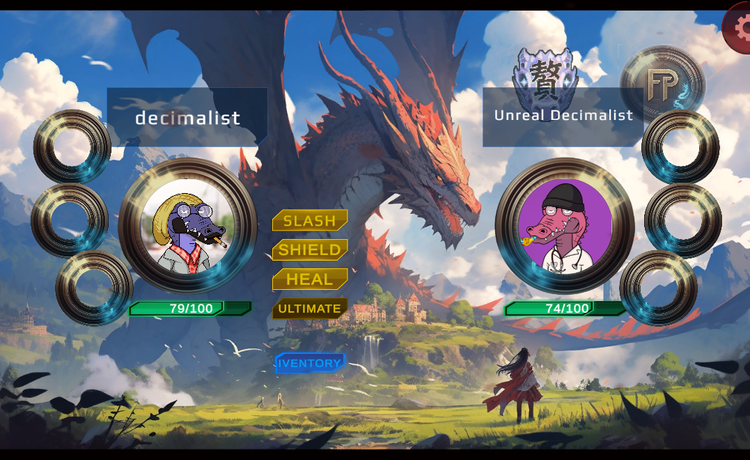 decimalist
贅
FP
Unreal Decimalist
SLASH
SHIELD
HEAL
ULTIMATE
IVENTORY
79/100
74/100